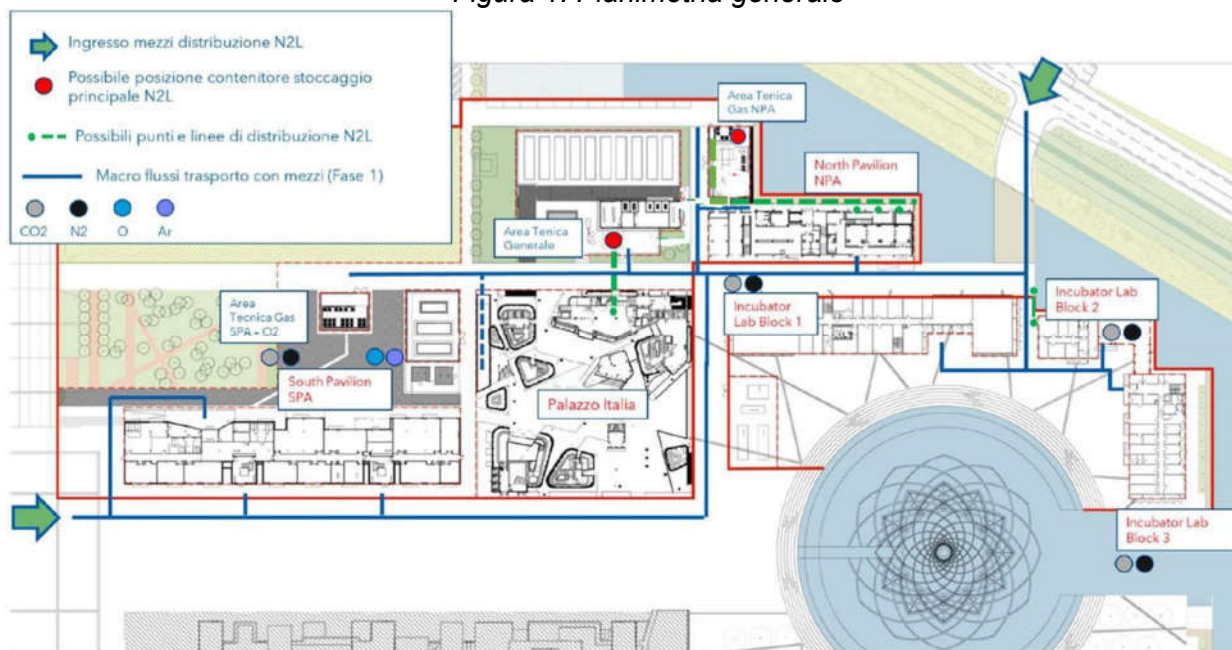 Figura 1: Planimetria generale
Ingresso mezzi distribuzione N2L
Possibile posizione contenitore stoccaggio
principale N2L
Possibili punti e linee di distribuzione N2L
Macro flussi trasporto con mezzi (Fase 1)
CO2 N2 O Ar
Area Tenica
Gas NPA
North Pavilion
NPA
Area Tenica
Generale
Area
Tecnica Gas
SPA - O2
Incubator
Lab Block 1
Incubator Lab
Block 2
South Pavilion
SPA
Palazzo Italia
Incubator Lab
Block 3